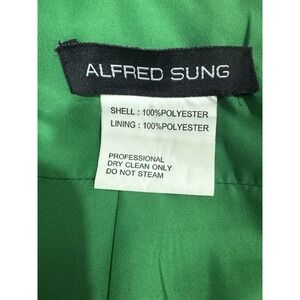 ALFRED SUNG
SHELL : 100%POLYESTER
LINING : 100%POLYESTER
PROFESSIONAL
DRY CLEAN ONLY
DO NOT STEAM